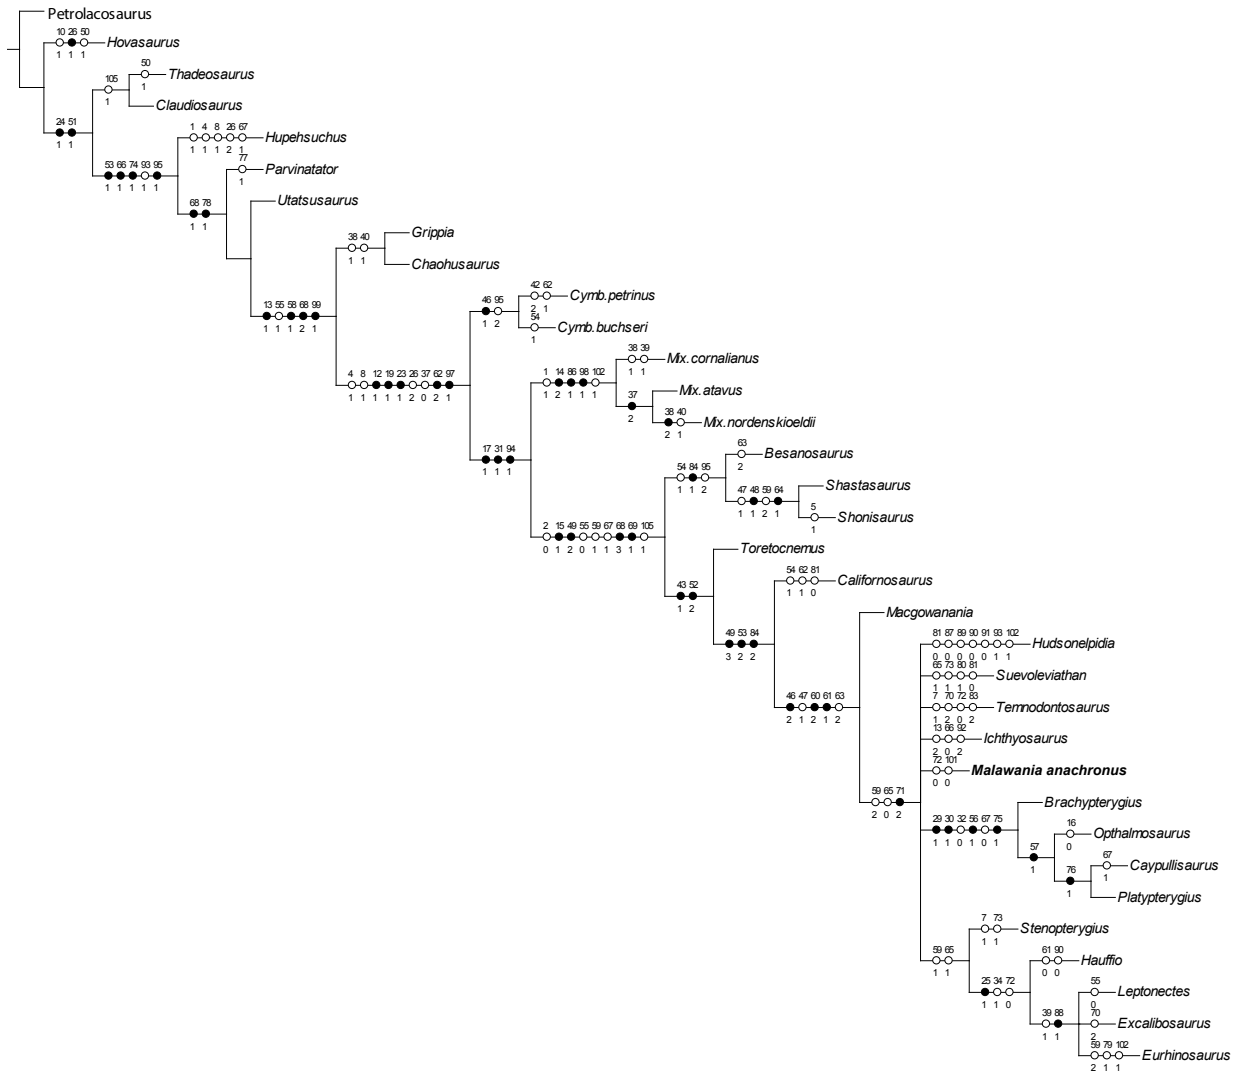 Petrolacosaurus
10 26 50
Hovasaurus
1 1 1
50
Thadeosaurus
1
105
1
Claudiosaurus
24 51
1 1
1 4 8 26 67
Hupehsuchus
1 1 1 2 1
53 66 74 93 95
1 1 1 1 1
77
Parvinatator
1
68 78
1 1
Utatsusaurus
38 40
1 1
Grippia
Chaohusaurus
13 55 58 68 99
1 1 1 2 1
46 95
1 2
42 62
Cymb. petrinus
2 1
54
Cymb. buchseri
1
4 8 12 19 23 26 37 62 97
1 1 1 1 1 2 0 2 1
38 39
Mix. cornalianus
1 1
1 14 86 98 102
1 2 1 1 1
37
2
Mix. atavus
38 40
Mix. nordenskioeldii
2 1
17 31 94
1 1 1
63
Besanosaurus
2
54 84 95
1 1 2
47 48 59 64
1 1 2 1
Shastasaurus
5
Shonisaurus
1
2 15 49 55 59 67 68 69 105
0 1 2 0 1 1 3 1 1
Toretocnemus
43 52
1 2
54 62 81
Californosaurus
1 1 0
49 53 84
3 2 2
Macgowanania
81 87 89 90 91 93 102
Hudsonelpidia
0 0 0 0 0 1 1
65 73 80 81
Suevoleviathan
1 1 1 0
46 47 60 61 63
2 1 2 1 2
7 70 72 83
Temnodontosaurus
1 2 0 2
13 66 92
Ichthyosaurus
2 0 2
72 101
Malawania anachronus
0 0
59 65 71
2 0 2
Brachypterygius
29 30 32 56 67 75
1 1 0 1 0 1
16
Opthalmosaurus
0
57
1
67
Caypullisaurus
1
76
1
Platypterygius
7 73
Stenopterygius
1 1
59 65
1 1
61 90
Hauffio
0 0
25 34 72
1 1 0
55
Leptonectes
0
39 88
1 1
70
Excalibosaurus
2
59 79 102
Eurhinosaurus
2 1 1